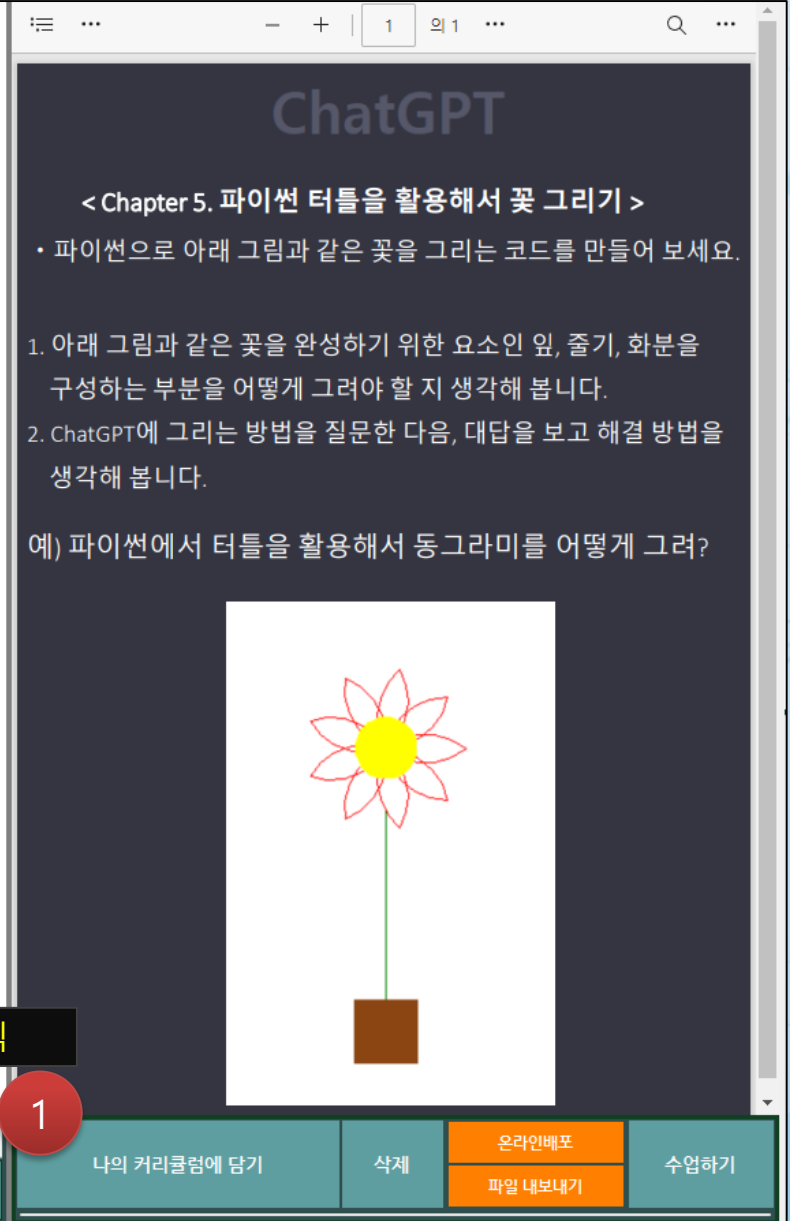 1 의 1
ChatGPT
< Chapter 5. 파이썬 터틀을 활용해서 꽃 그리기 >
• 파이썬으로 아래 그림과 같은 꽃을 그리는 코드를 만들어 보세요.
1. 아래 그림과 같은 꽃을 완성하기 위한 요소인 잎, 줄기, 화분을
구성하는 부분을 어떻게 그려야 할 지 생각해 봅니다.
2. ChatGPT에 그리는 방법을 질문한 다음, 대답을 보고 해결 방법을
생각해 봅니다.
예) 파이썬에서 터틀을 활용해서 동그라미를 어떻게 그려?
1
나의 커리큘럼에 담기
삭제
온라인배포
파일 내보내기
수업하기